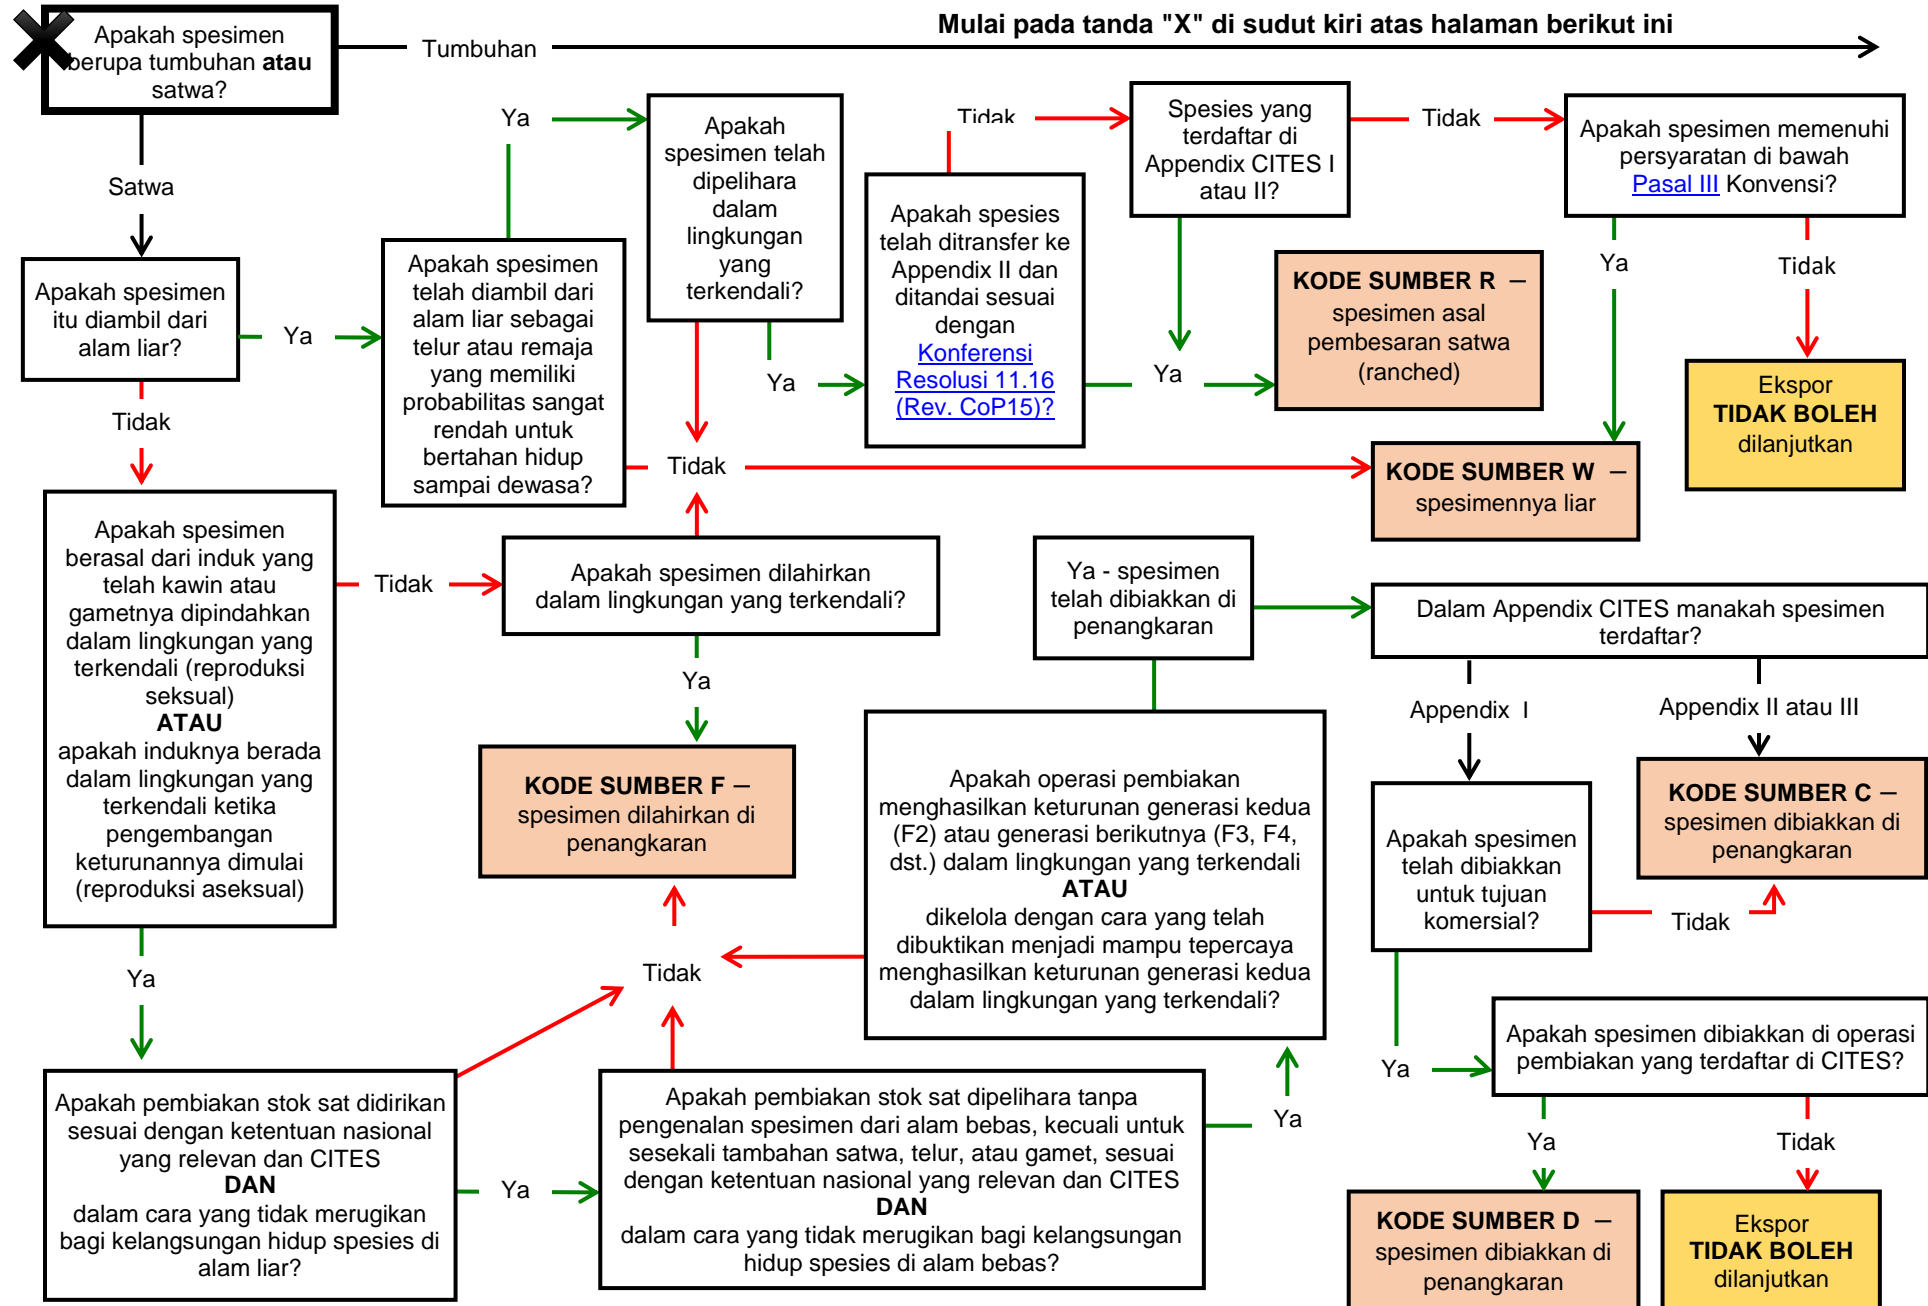 Mulai pada tanda "X" di sudut kiri atas halaman berikut ini
Apakah spesimen
berupa tumbuhan atau
satwa?
Tumbuhan
Satwa
Apakah spesimen
itu diambil dari
alam liar?
Ya
Tidak
Apakah spesimen
telah diambil dari
alam liar sebagai
telur atau remaja
yang memiliki
probabilitas sangat
rendah untuk
bertahan hidup
sampai dewasa?
Ya
Apakah
spesimen telah
dipelihara
dalam
lingkungan
yang
terkendali?
Ya
Tidak
Apakah spesies
telah ditransfer ke
Appendix II dan
ditandai sesuai
dengan
Konferensi
Resolusi 11.16
(Rev. CoP15)?
Tidak
Ya
Spesies yang
terdaftar di
Appendix CITES I
atau II?
Tidak
Apakah spesimen memenuhi
persyaratan di bawah
Pasal III Konvensi?
Ya
Tidak
KODE SUMBER R –
spesimen asal
pembesaran satwa
(ranched)
Ekspor
TIDAK BOLEH
dilanjutkan
KODE SUMBER W –
spesimennya liar
Apakah spesimen
berasal dari induk yang
telah kawin atau
gametnya dipindahkan
dalam lingkungan yang
terkendali (reproduksi
seksual)
ATAU
apakah induknya berada
dalam lingkungan yang
terkendali ketika
pengembangan
keturunannya dimulai
(reproduksi aseksual)
Tidak
Ya
Apakah spesimen dilahirkan
dalam lingkungan yang terkendali?
Ya
KODE SUMBER F –
spesimen dilahirkan di
penangkaran
Tidak
Ya - spesimen
telah dibiakkan di
penangkaran
Dalam Appendix CITES manakah spesimen
terdaftar?
Appendix I
Appendix II atau III
Apakah operasi pembiakan
menghasilkan keturunan generasi kedua
(F2) atau generasi berikutnya (F3, F4,
dst.) dalam lingkungan yang terkendali
ATAU
dikelola dengan cara yang telah
dibuktikan menjadi mampu tepercaya
menghasilkan keturunan generasi kedua
dalam lingkungan yang terkendali?
Apakah spesimen
telah dibiakkan
untuk tujuan
komersial?
Tidak
Ya
KODE SUMBER C –
spesimen dibiakkan di
penangkaran
Apakah pembiakan stok sat didirikan
sesuai dengan ketentuan nasional
yang relevan dan CITES
DAN
dalam cara yang tidak merugikan
bagi kelangsungan hidup spesies di
alam liar?
Ya
Apakah pembiakan stok sat dipelihara tanpa
pengenalan spesimen dari alam bebas, kecuali untuk
sesekali tambahan satwa, telur, atau gamet, sesuai
dengan ketentuan nasional yang relevan dan CITES
DAN
dalam cara yang tidak merugikan bagi kelangsungan
hidup spesies di alam bebas?
Ya
Apakah spesimen dibiakkan di operasi
pembiakan yang terdaftar di CITES?
Ya
Tidak
KODE SUMBER D –
spesimen dibiakkan di
penangkaran
Ekspor
TIDAK BOLEH
dilanjutkan